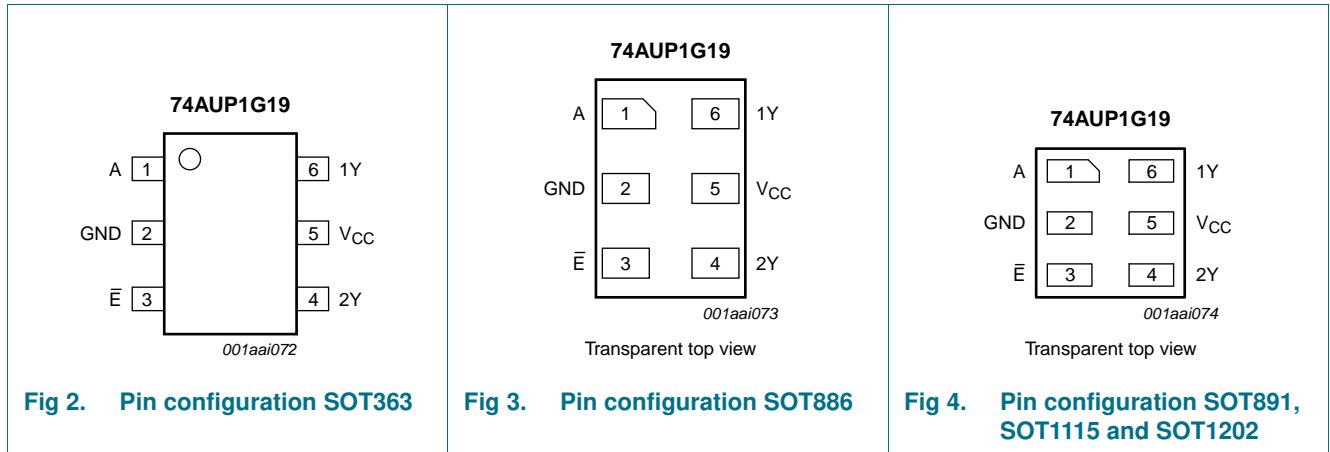 74AUP1G19
A 1 6 1Y
GND 2 5 VCC
E̅ 3 4 2Y
001aai072
Fig 2. Pin configuration SOT363
74AUP1G19
A 1 6 1Y
GND 2 5 VCC
E̅ 3 4 2Y
001aai073
Transparent top view
Fig 3. Pin configuration SOT886
74AUP1G19
A 1 6 1Y
GND 2 5 VCC
E̅ 3 4 2Y
001aai074
Transparent top view
Fig 4. Pin configuration SOT891,
SOT1115 and SOT1202